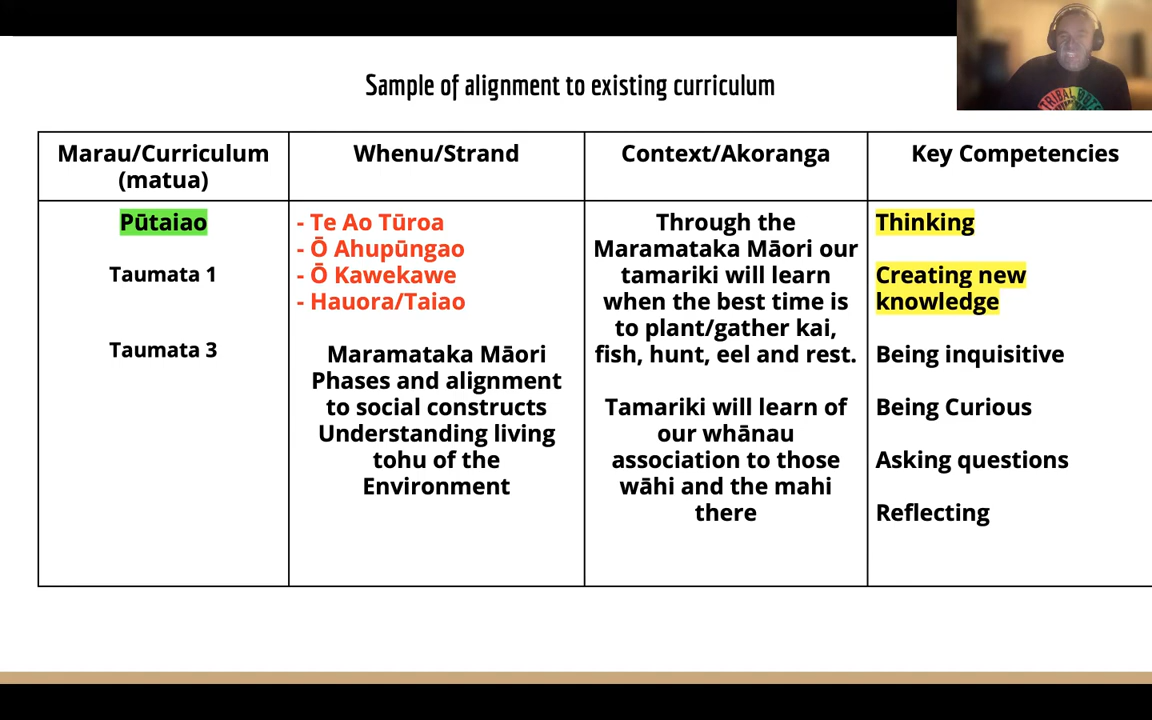 Sample of alignment to existing curriculum
TRIBAL
Marau/Curriculum
(matua)
Whenu/Strand
Context/Akoranga
Key Competencies
Pūtaiao
Taumata 1
Taumata 3
- Te Ao Tūroa
- Ō Ahupūngao
- Ō Kawekawe
- Hauora/Taiao
Maramataka Māori
Phases and alignment
to social constructs
Understanding living
tohu of the
Environment
Through the
Maramataka Māori our
tamariki will learn
when the best time is
to plant/gather kai,
fish, hunt, eel and rest.
Tamariki will learn of
our whānau
association to those
wāhi and the mahi
there
Thinking
Creating new
knowledge
Being inquisitive
Being Curious
Asking questions
Reflecting